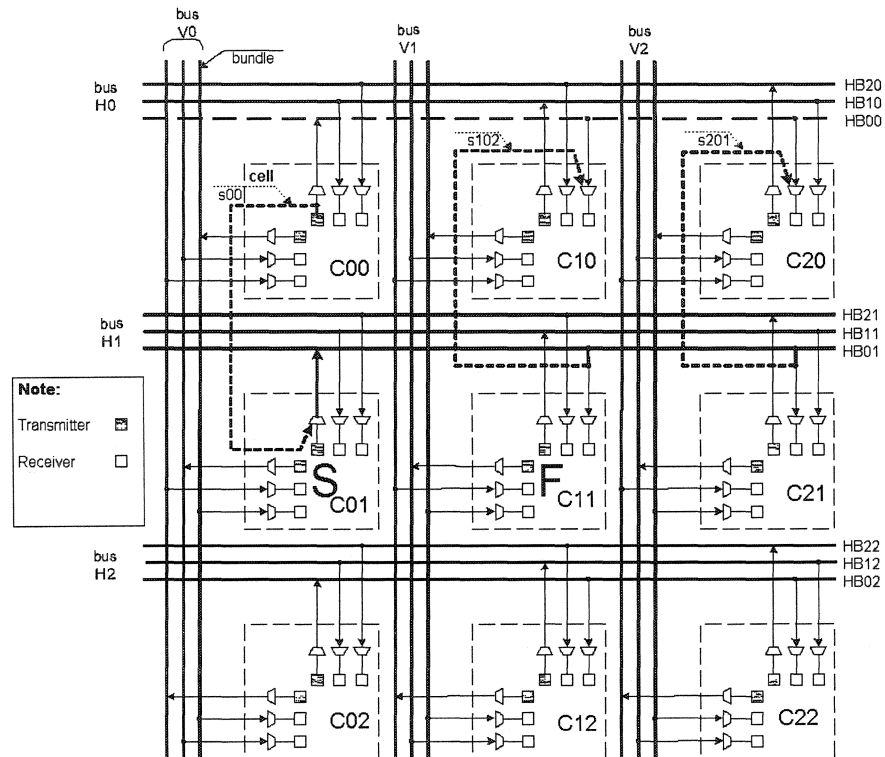 bus
V0
bus
V1
bus
V2
bundle
bus
H0
HB20
HB10
HB00
s102
s201
cell
s00
C00
C10
C20
bus
H1
HB21
HB11
HB01
Note:
Transmitter
Receiver
S
C01
F
C11
C21
bus
H2
HB22
HB12
HB02
C02
C12
C22